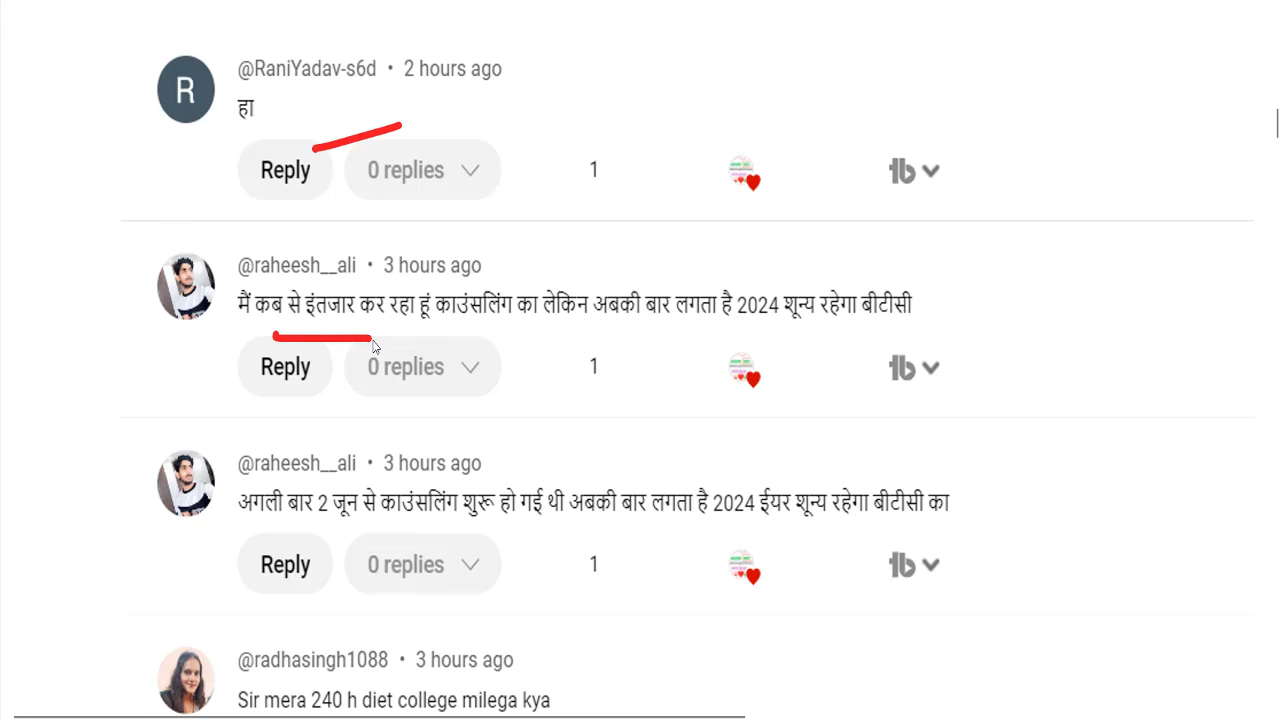 @RaniYadav-s6d • 2 hours ago
हा
R
Reply 0 replies 1
@raheesh__ali • 3 hours ago
मैं कब से इंतजार कर रहा हूं काउंसलिंग का लेकिन अबकी बार लगता है 2024 शून्य रहेगा बीटीसी
Reply 0 replies 1
@raheesh__ali • 3 hours ago
अगली बार 2 जून से काउंसलिंग शुरू हो गई थी अबकी बार लगता है 2024 ईयर शून्य रहेगा बीटीसी का
Reply 0 replies 1
@radhasingh1088 • 3 hours ago
Sir mera 240 h diet college milega kya